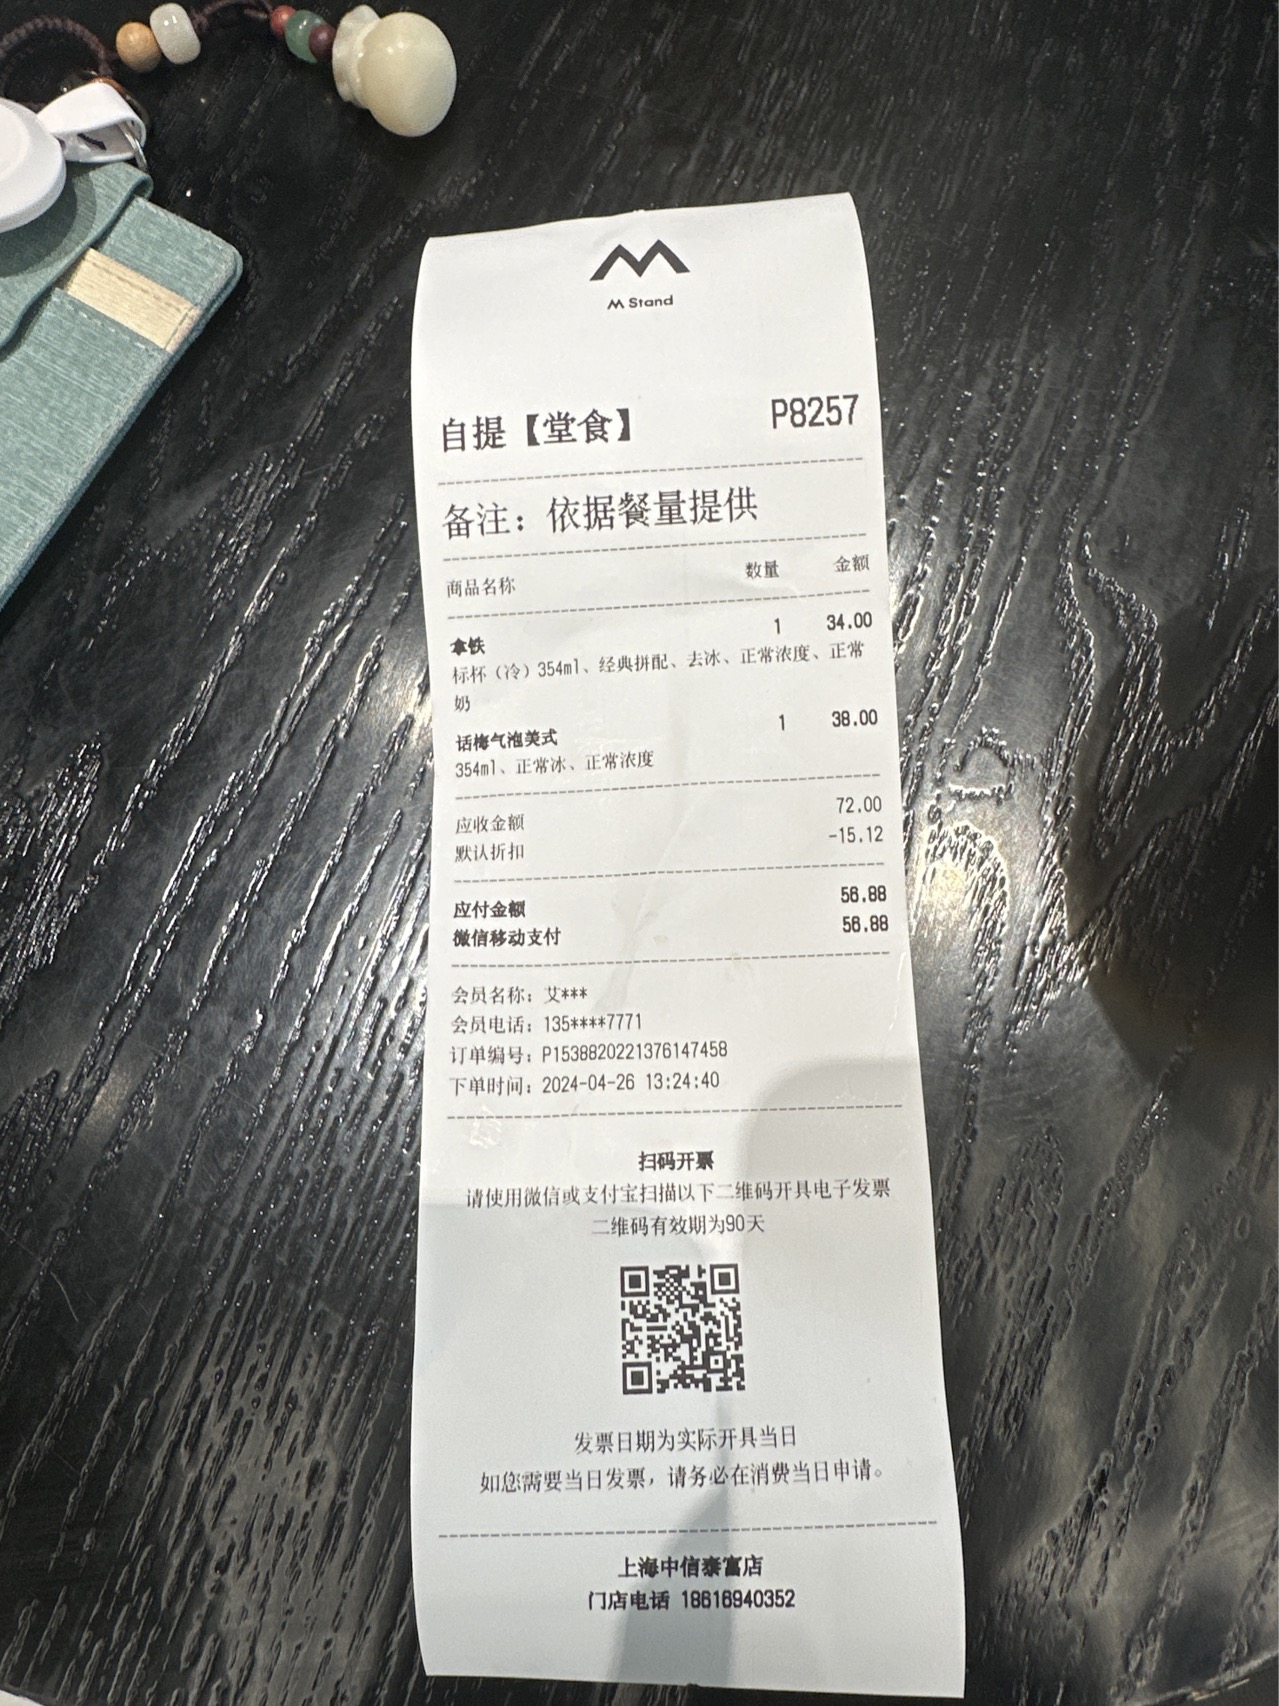 M Stand
自提【堂食】 P8257
备注：依据餐量提供
商品名称 数量 金额
拿铁 1 34.00
标杯（冷）354ml、经典拼配、去冰、正常浓度、正常
奶
话梅气泡美式 1 38.00
354ml、正常冰、正常浓度
应收金额 72.00
默认折扣 -15.12
应付金额 56.88
微信移动支付 56.88
会员名称：艾***
会员电话：135****7771
订单编号：P1538820221376147458
下单时间：2024-04-26 13:24:40
扫码开票
请使用微信或支付宝扫描以下二维码开具电子发票
二维码有效期为90天
发票日期为实际开具当日
如您需要当日发票，请务必在消费当日申请。
上海中信泰富店
门店电话 18616940352